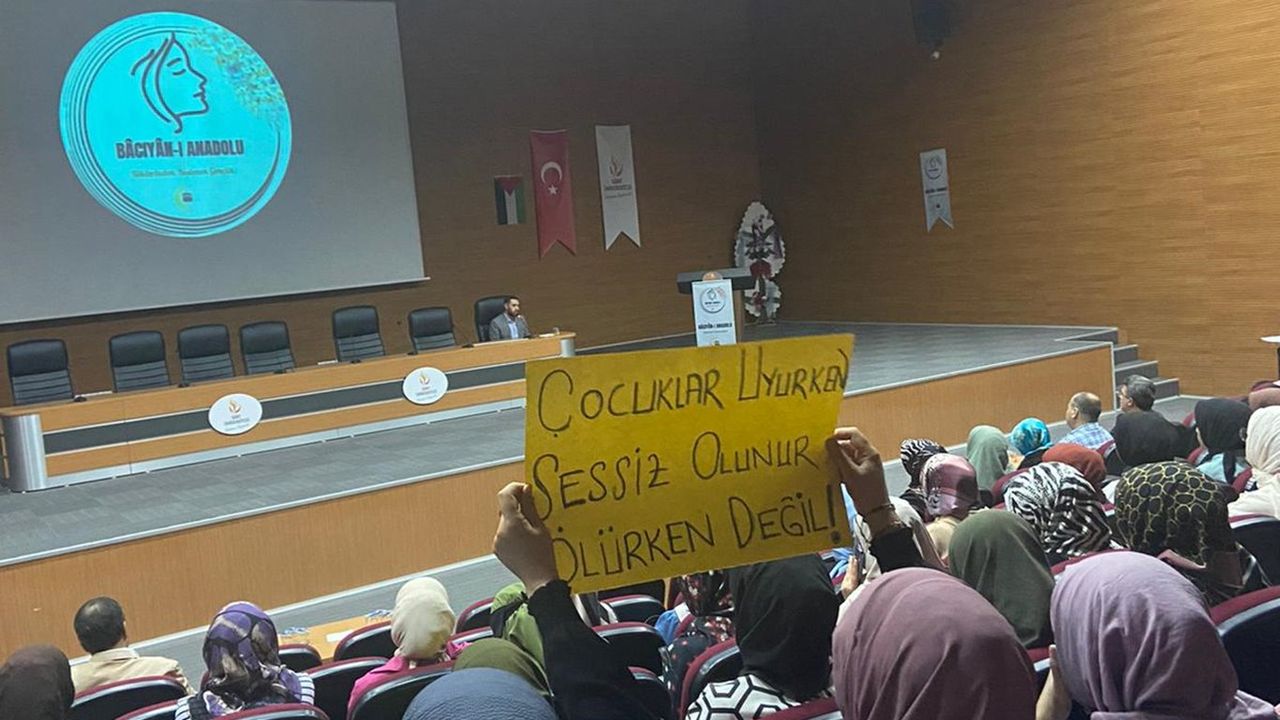 BÂCIYÂN-I ANADOLU
ÇOCUKLAR UYURKEN
SESSİZ OLUNUR
ÖLÜRKEN DEĞİL!